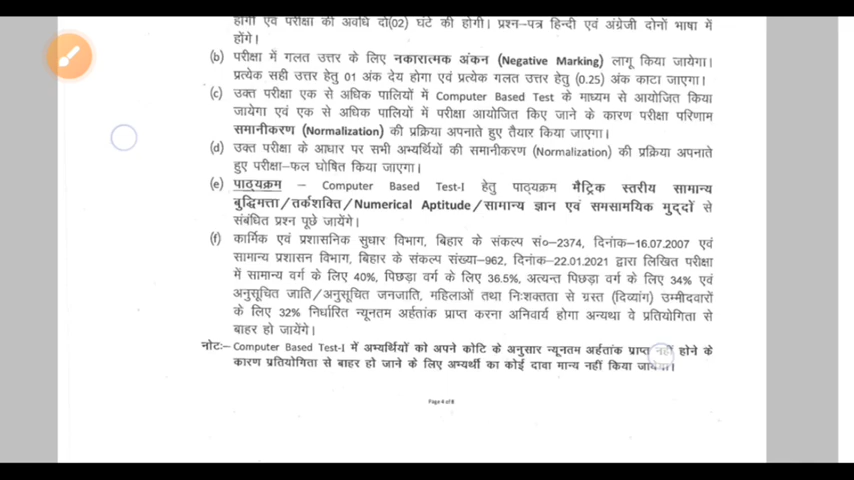 होगी एवं परीक्षा की अवधि दो(02) घंटे की होगी। प्रश्न-पत्र हिन्दी एवं अंग्रेजी दोनों भाषा में
होंगे।
(b) परीक्षा में गलत उत्तर के लिए नकारात्मक अंकन (Negative Marking) लागू किया जायेगा।
प्रत्येक सही उत्तर हेतु 01 अंक देय होगा एवं प्रत्येक गलत उत्तर हेतु (0.25) अंक काटा जाएगा।
(c) उक्त परीक्षा एक से अधिक पालियों में Computer Based Test के माध्यम से आयोजित किया
जायेगा एवं एक से अधिक पालियों में परीक्षा आयोजित किए जाने के कारण परीक्षा परिणाम
समानीकरण (Normalization) की प्रक्रिया अपनाते हुए तैयार किया जाएगा।
(d) उक्त परीक्षा के आधार पर सभी अभ्यर्थियों की समानीकरण (Normalization) की प्रक्रिया अपनाते
हुए परीक्षा-फल घोषित किया जाएगा।
(e) पाठ्यक्रम – Computer Based Test-I हेतु पाठ्यक्रम मैट्रिक स्तरीय सामान्य
बुद्धिमत्ता/तर्कशक्ति/Numerical Aptitude/सामान्य ज्ञान एवं समसामयिक मुद्दों से
संबंधित प्रश्न पूछे जायेंगे।
(f) कार्मिक एवं प्रशासनिक सुधार विभाग, बिहार के संकल्प सं०-2374, दिनांक-16.07.2007 एवं
सामान्य प्रशासन विभाग, बिहार के संकल्प संख्या-962, दिनांक-22.01.2021 द्वारा लिखित परीक्षा
में सामान्य वर्ग के लिए 40%, पिछड़ा वर्ग के लिए 36.5%, अत्यन्त पिछड़ा वर्ग के लिए 34% एवं
अनुसूचित जाति/अनुसूचित जनजाति, महिलाओं तथा निःशक्तता से ग्रस्त (दिव्यांग) उम्मीदवारों
के लिए 32% निर्धारित न्यूनतम अर्हतांक प्राप्त करना अनिवार्य होगा अन्यथा वे प्रतियोगिता से
बाहर हो जायेंगे।
नोटः– Computer Based Test-I में अभ्यर्थियों को अपने कोटि के अनुसार न्यूनतम अर्हतांक प्राप्त नहीं होने के
कारण प्रतियोगिता से बाहर हो जाने के लिए अभ्यर्थी का कोई दावा मान्य नहीं किया जायेगा।
Page 4 of 8